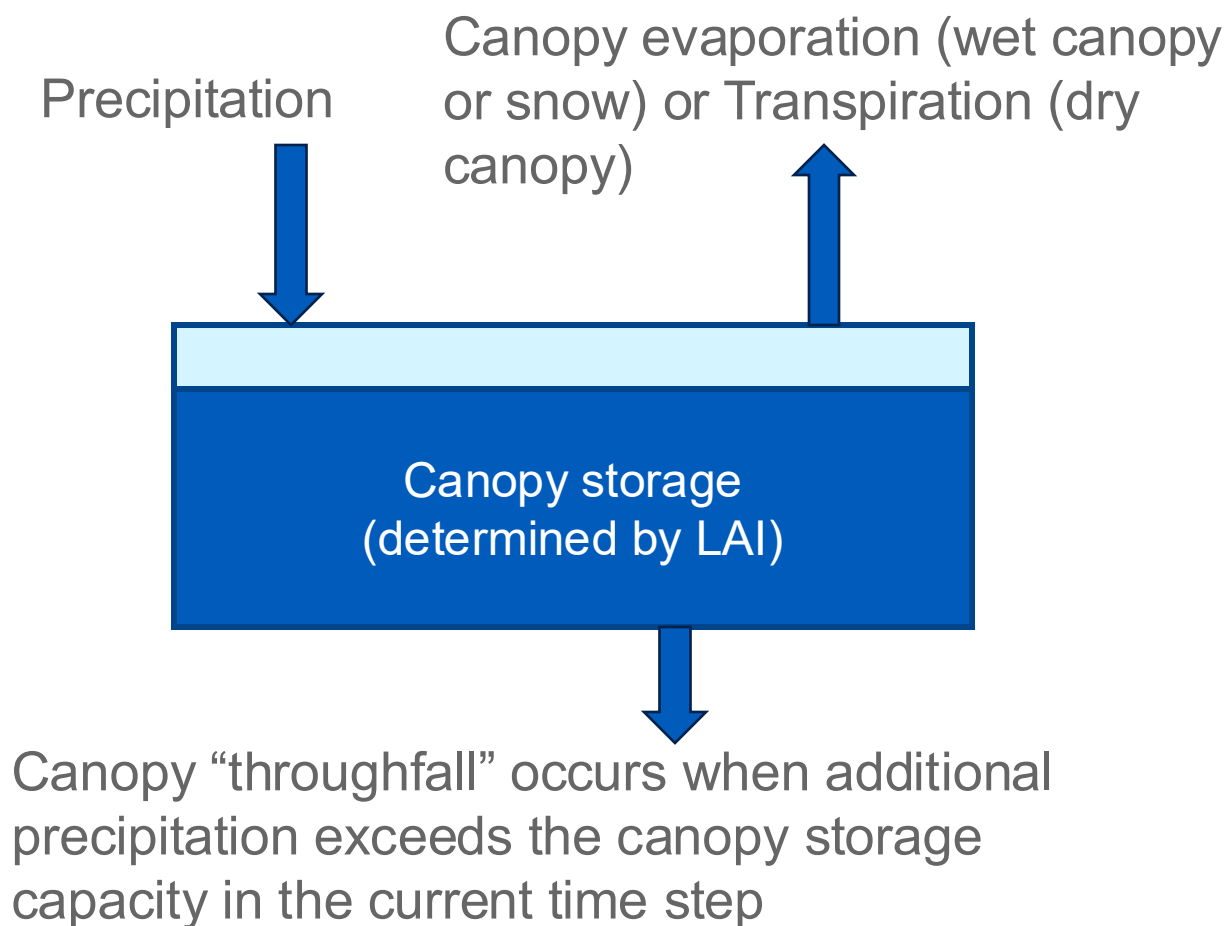 Precipitation
Canopy evaporation (wet canopy
or snow) or Transpiration (dry
canopy)
Canopy storage
(determined by LAI)
Canopy “throughfall” occurs when additional
precipitation exceeds the canopy storage
capacity in the current time step